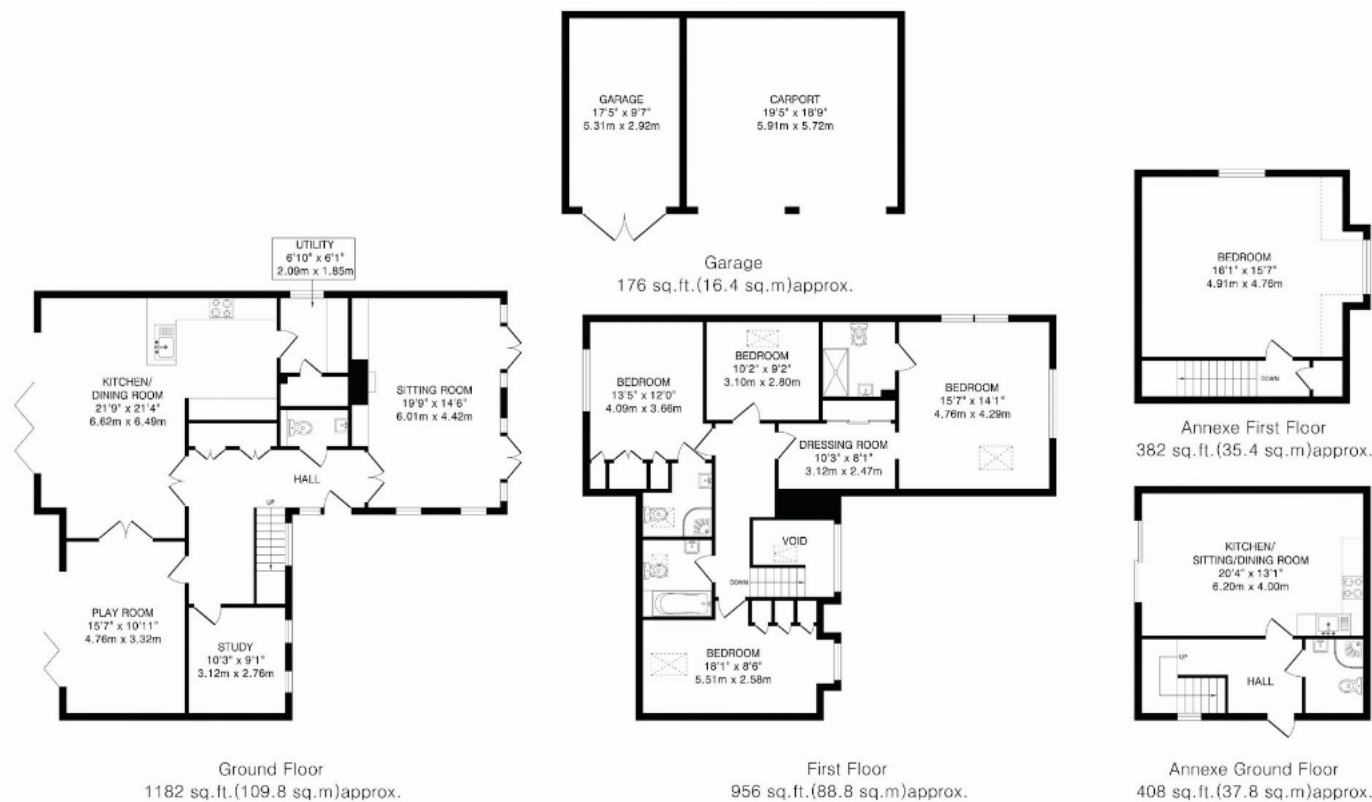 GARAGE
17'5" x 9'7"
5.31m x 2.92m
CARPORT
19'5" x 18'9"
5.91m x 5.72m
Garage
176 sq.ft.(16.4 sq.m)approx.
UTILITY
6'10" x 6'1"
2.09m x 1.85m
KITCHEN/
DINING ROOM
21'9" x 21'4"
6.62m x 6.49m
SITTING ROOM
19'9" x 14'6"
6.01m x 4.42m
HALL
UP
PLAY ROOM
15'7" x 10'11"
4.76m x 3.32m
STUDY
10'3" x 9'1"
3.12m x 2.76m
Ground Floor
1182 sq.ft.(109.8 sq.m)approx.
BEDROOM
13'5" x 12'0"
4.09m x 3.66m
BEDROOM
10'2" x 9'2"
3.10m x 2.80m
BEDROOM
15'7" x 14'1"
4.76m x 4.29m
DRESSING ROOM
10'3" x 8'1"
3.12m x 2.47m
VOID
DOWN
BEDROOM
18'1" x 8'6"
5.51m x 2.58m
First Floor
956 sq.ft.(88.8 sq.m)approx.
BEDROOM
16'1" x 15'7"
4.91m x 4.76m
DOWN
Annexe First Floor
382 sq.ft.(35.4 sq.m)approx.
KITCHEN/
SITTING/DINING ROOM
20'4" x 13'1"
6.20m x 4.00m
UP
HALL
Annexe Ground Floor
408 sq.ft.(37.8 sq.m)approx.